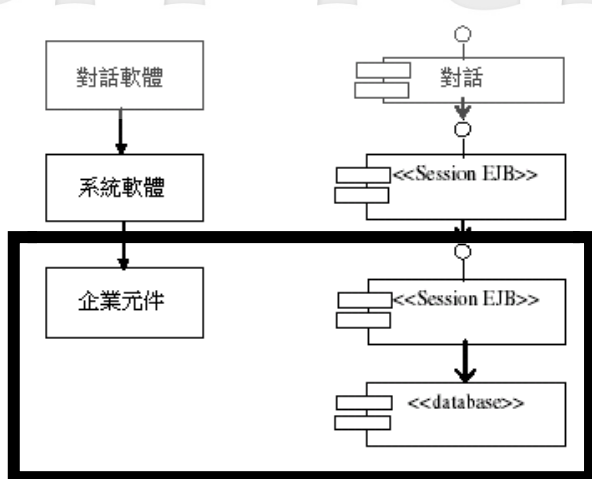 對話軟體
對話
系統軟體
<<Session EJB>>
企業元件
<<Session EJB>>
<<database>>